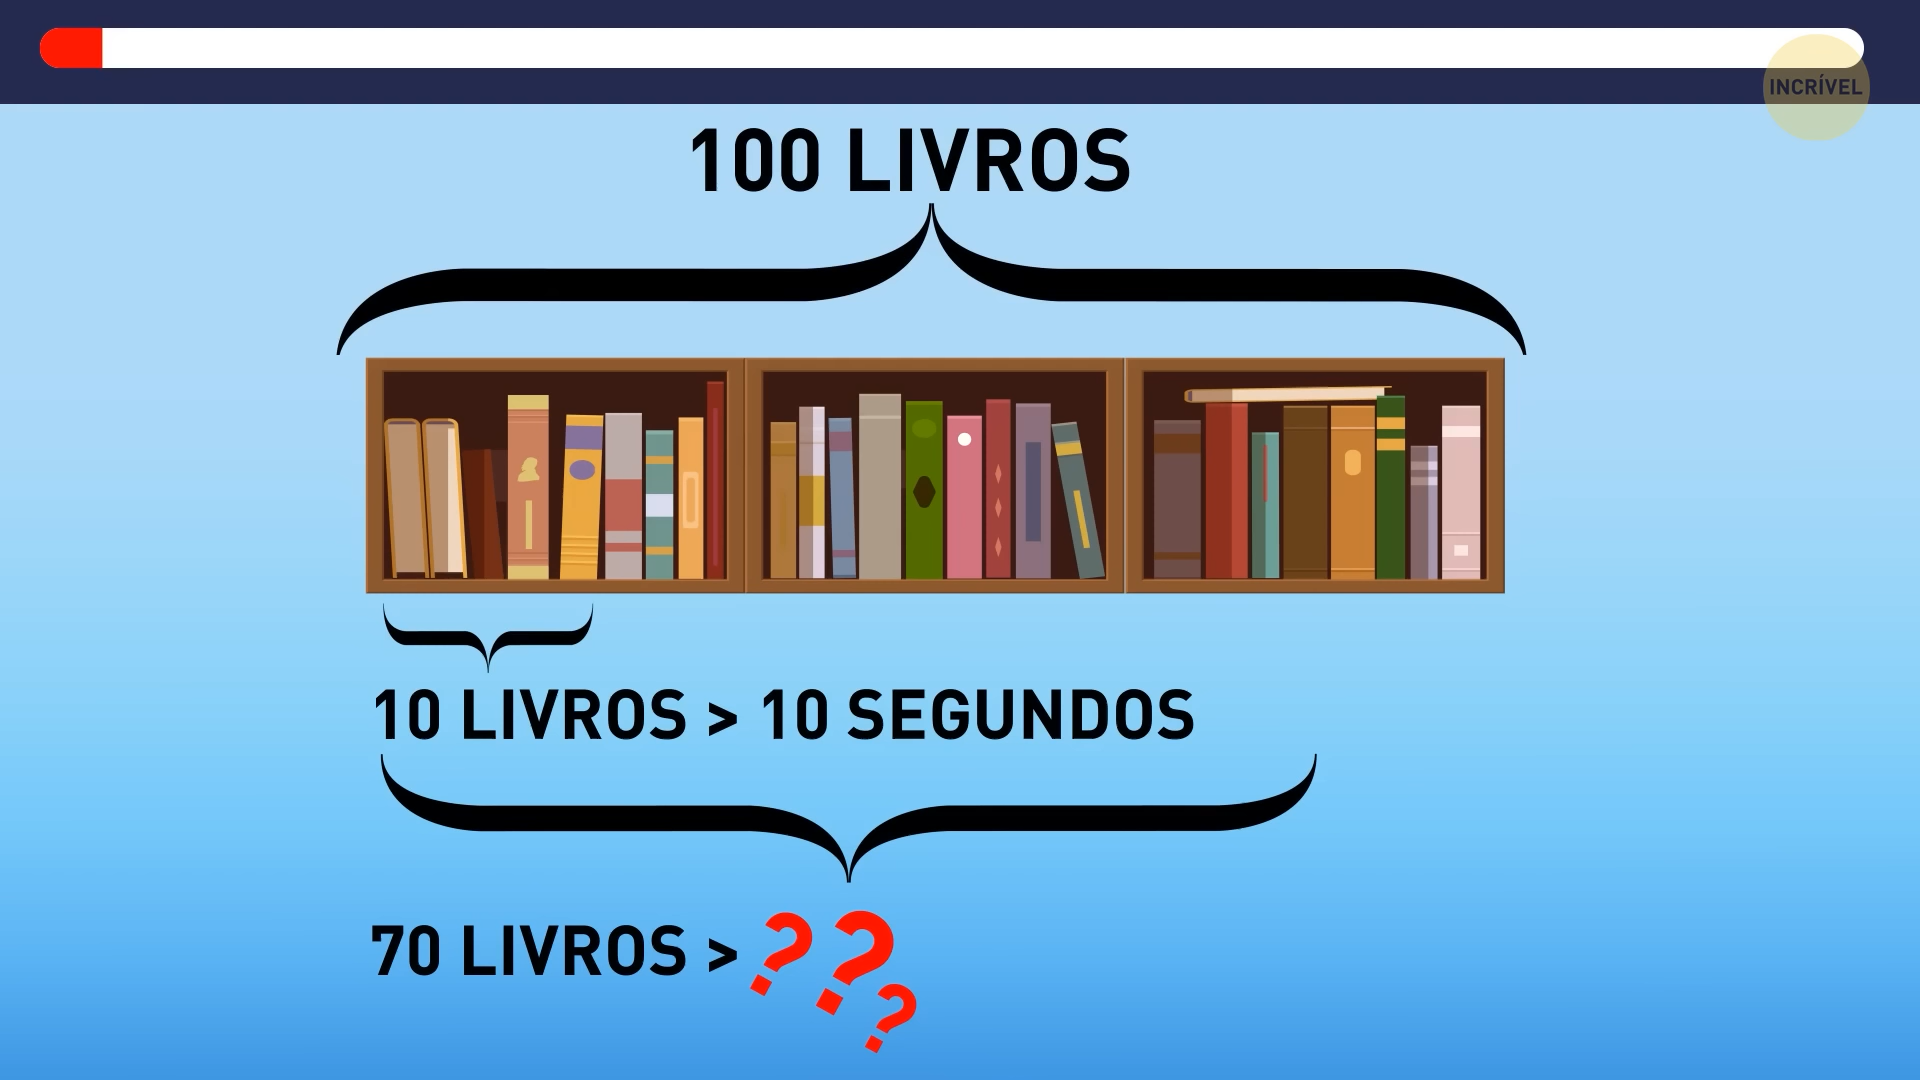 INCRÍVEL
100 LIVROS
10 LIVROS > 10 SEGUNDOS
70 LIVROS > ???